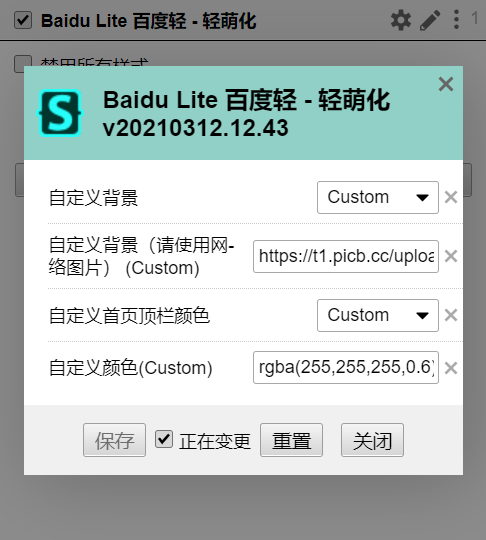 Baidu Lite 百度轻 - 轻萌化
1
禁用所有样式
Baidu Lite 百度轻 - 轻萌化
v20210312.12.43
自定义背景
Custom
自定义背景（请使用网-
络图片） (Custom)
https://t1.picb.cc/uploa
自定义首页顶栏颜色
Custom
自定义颜色(Custom)
rgba(255,255,255,0.6)
保存
正在变更
重置
关闭